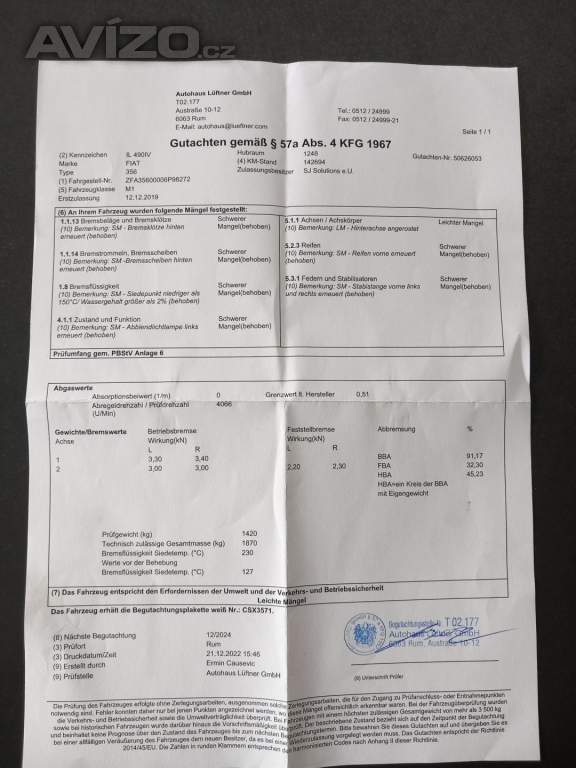 AVÍZO.cz
Autohaus Lüftner GmbH
T02.177
Austraße 10-12
6063 Rum
E-Mail: autohaus@lueftner.com
Tel.: 0512 / 24999
Fax: 0512 / 24999-21
Seite 1 / 1
Gutachten gemäß § 57a Abs. 4 KFG 1967
(2) Kennzeichen IL 490IV Hubraum 1248 Gutachten-Nr. 50626053
Marke FIAT (4) KM-Stand 142694
Type 356 Zulassungsbesitzer SJ Solutions e.U.
(1) Fahrgestell-Nr. ZFA35600006P98272
(5) Fahrzeugklasse M1
Erstzulassung 12.12.2019
(6) An Ihrem Fahrzeug wurden folgende Mängel festgestellt:
1.1.13 Bremsbeläge und Bremsklötze Schwerer
(10) Bemerkung: SM - Bremsklötze hinten Mangel(behoben)
erneuert (behoben)
1.1.14 Bremstrommeln, Bremsscheiben Schwerer
(10) Bemerkung: SM -Bremsscheiben hinten Mangel(behoben)
erneuert (behoben)
1.8 Bremsflüssigkeit Schwerer
(10) Bemerkung: SM - Siedepunkt niedriger als Mangel(behoben)
150°C/ Wassergehalt größer als 2% (behoben)
4.1.1 Zustand und Funktion Schwerer
(10) Bemerkung: SM - Abblendlichtlampe links Mangel(behoben)
erneuert (behoben)
5.1.1 Achsen / Achskörper Leichter Mangel
(10) Bemerkung: LM - Hinterachse angerostet
5.2.3 Reifen Schwerer
(10) Bemerkung: SM - Reifen vorne erneuert Mangel(behoben)
(behoben)
5.3.1 Federn und Stabilisatoren Schwerer
(10) Bemerkung: SM - Stabistange vorne links Mangel(behoben)
und rechts erneuert (behoben)
Prüfumfang gem. PBStV Anlage 6
Abgaswerte
Absorptionsbeiwert (1/m) 0 Grenzwert lt. Hersteller 0,51
Abregeldrehzahl / Prüfdrehzahl 4066
(U/Min)
Gewichte/Bremswerte Betriebsbremse Feststellbremse Abbremsung %
Achse Wirkung(kN) Wirkung(kN)
L R L R
1 3,30 3,40 BBA 91,17
2 3,00 3,00 2,20 2,30 FBA 32,30
HBA 45,23
HBA=ein Kreis der BBA
mit Eigengewicht
Prüfgewicht (kg) 1420
Technisch zulässige Gesamtmasse (kg) 1870
Bremsflüssigkeit Siedetemp. (°C) 230
Werte vor der Behebung
Bremsflüssigkeit Siedetemp. (°C) 127
(7) Das Fahrzeug entspricht den Erfordernissen der Umwelt und der Verkehrs- und Betriebssicherheit
Leichte Mängel
Das Fahrzeug erhält die Begutachtungsplakette weiß Nr.: CSX3571.
(8) Nächste Begutachtung 12/2024
(3) Prüfort Rum
(3) Druckdatum/Zeit 21.12.2022 15:46
(9) Erstellt durch Ermin Causevic
(9) Prüfstelle Autohaus Lüftner GmbH
Begutachtungsstelle Nr. T 02.177
Autohaus Lüftner GmbH
6063 Rum, Austraße 10-12
(9) Unterschrift Prüfer